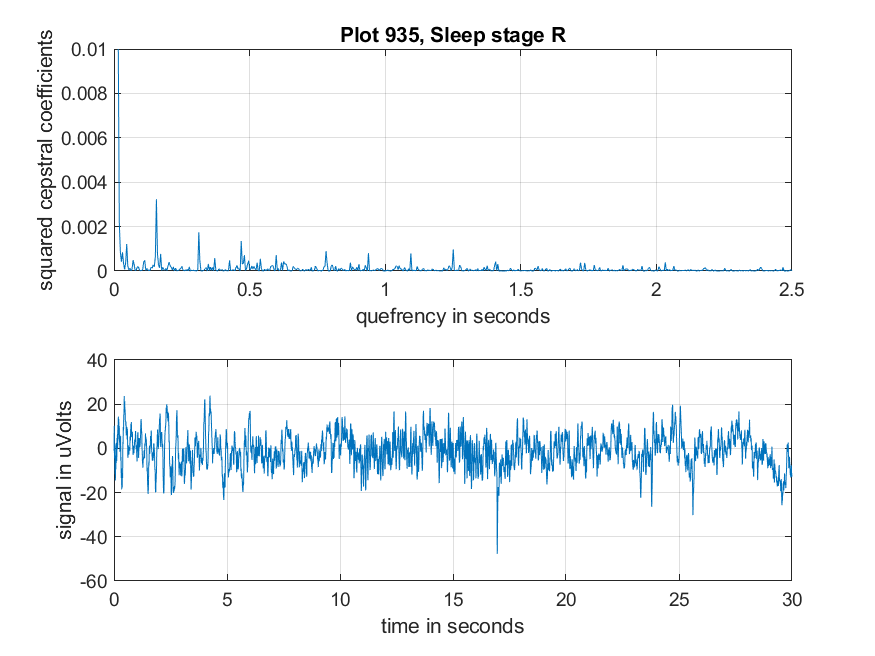 Plot 935, Sleep stage R
squared cepstral coefficients
0.01
0.008
0.006
0.004
0.002
0
0 0.5 1 1.5 2 2.5
quefrency in seconds
signal in uVolts
40
20
0
-20
-40
-60
0 5 10 15 20 25 30
time in seconds